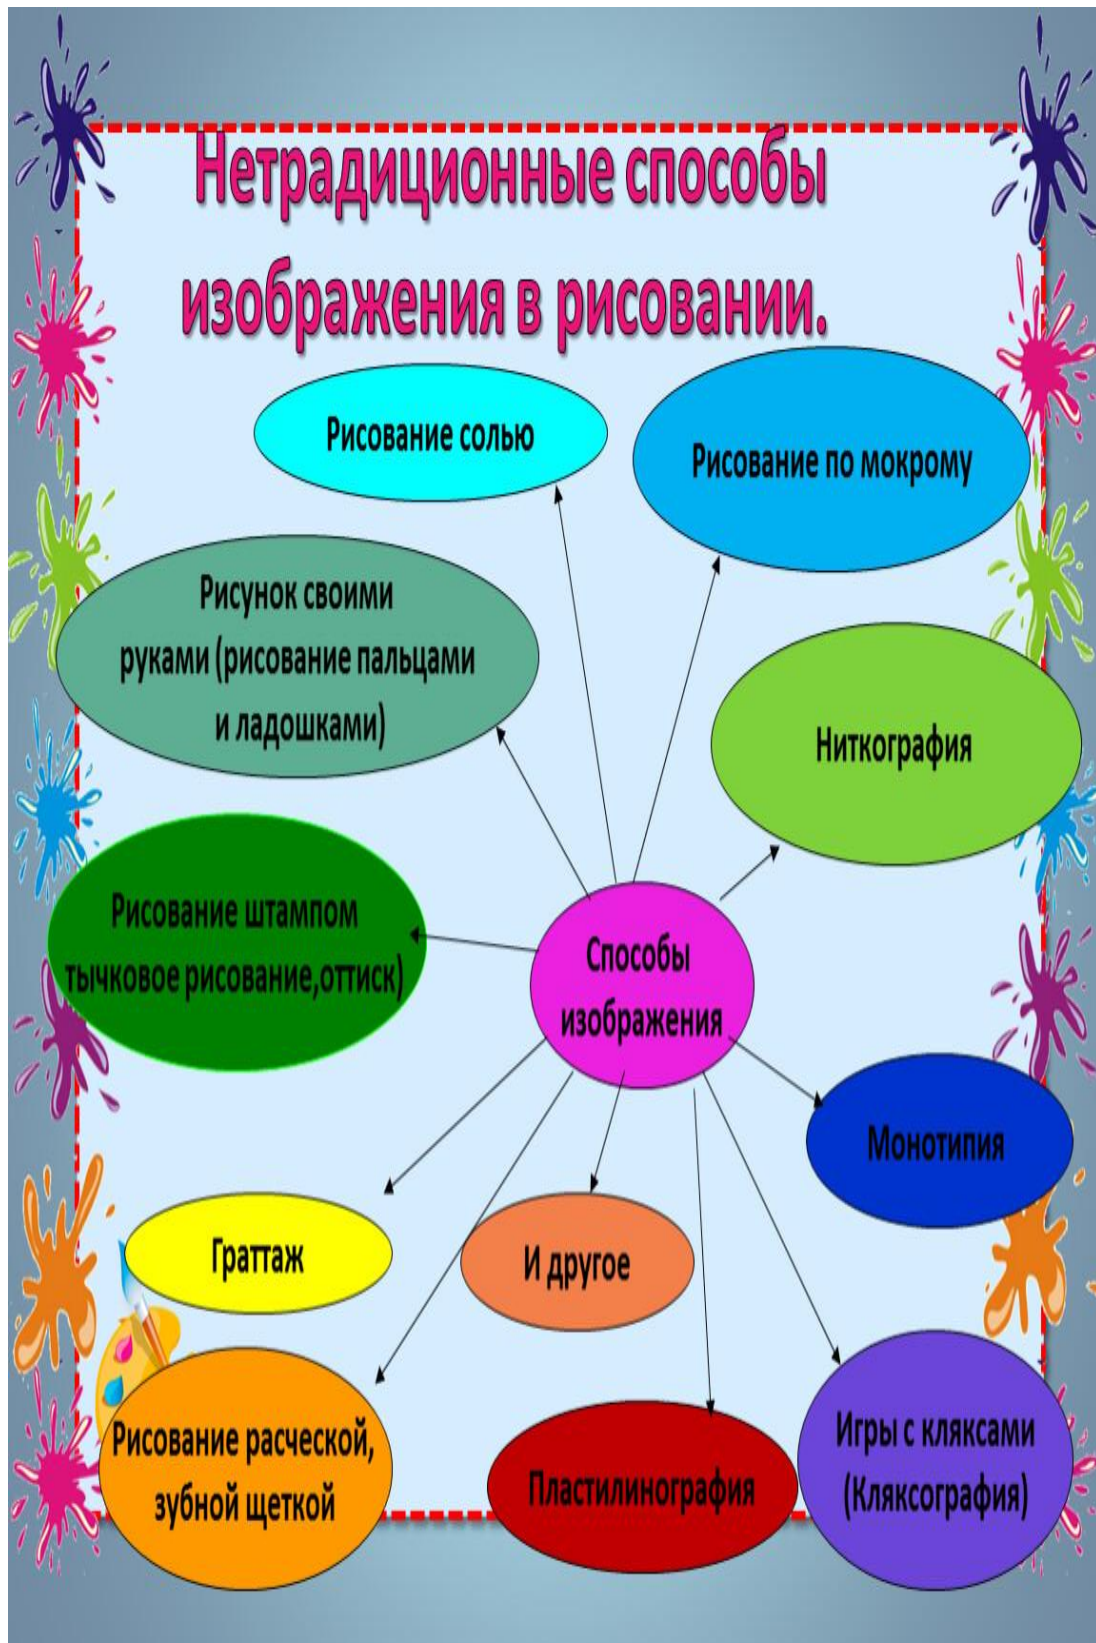 Нетрадиционные способы
изображения в рисовании.
Рисование солью
Рисование по мокрому
Рисунок своими
руками (рисование пальцами
и ладошками)
Ниткография
Рисование штампом
тычковое рисование,оттиск)
Способы
изображения
Монотипия
Граттаж
И другое
Рисование расческой,
зубной щеткой
Пластилинография
Игры с кляксами
(Кляксография)